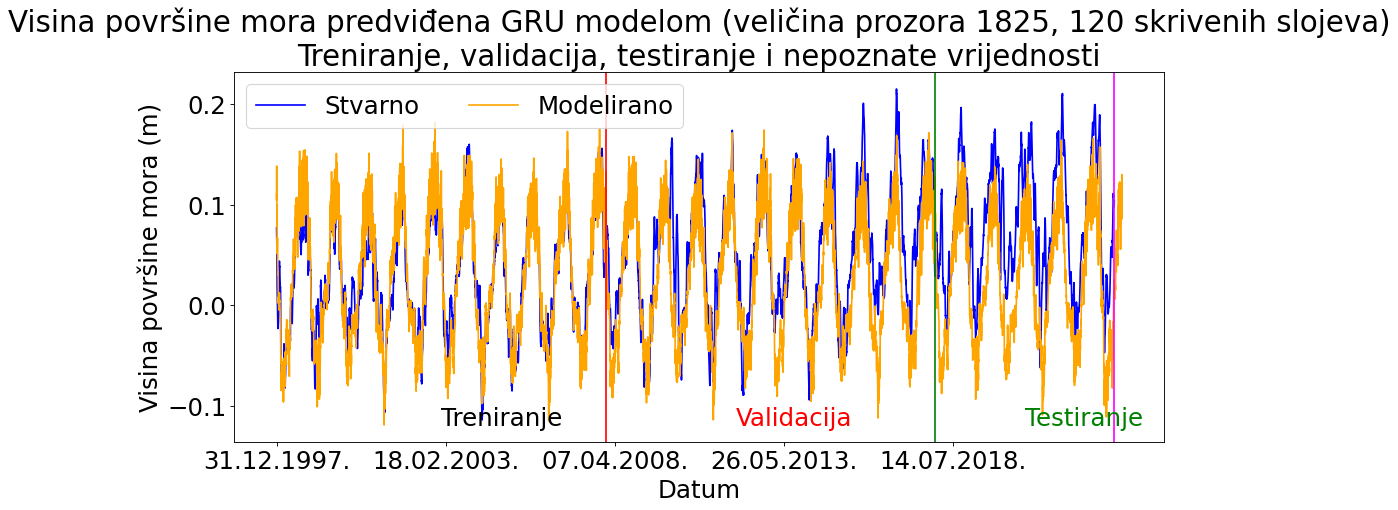 Visina površine mora predviđena GRU modelom (veličina prozora 1825, 120 skrivenih slojeva)
Treniranje, validacija, testiranje i nepoznate vrijednosti
Stvarno
Modelirano
Visina površine mora (m)
0.2
0.1
0.0
−0.1
Treniranje
Validacija
Testiranje
31.12.1997.
18.02.2003.
07.04.2008.
26.05.2013.
14.07.2018.
Datum